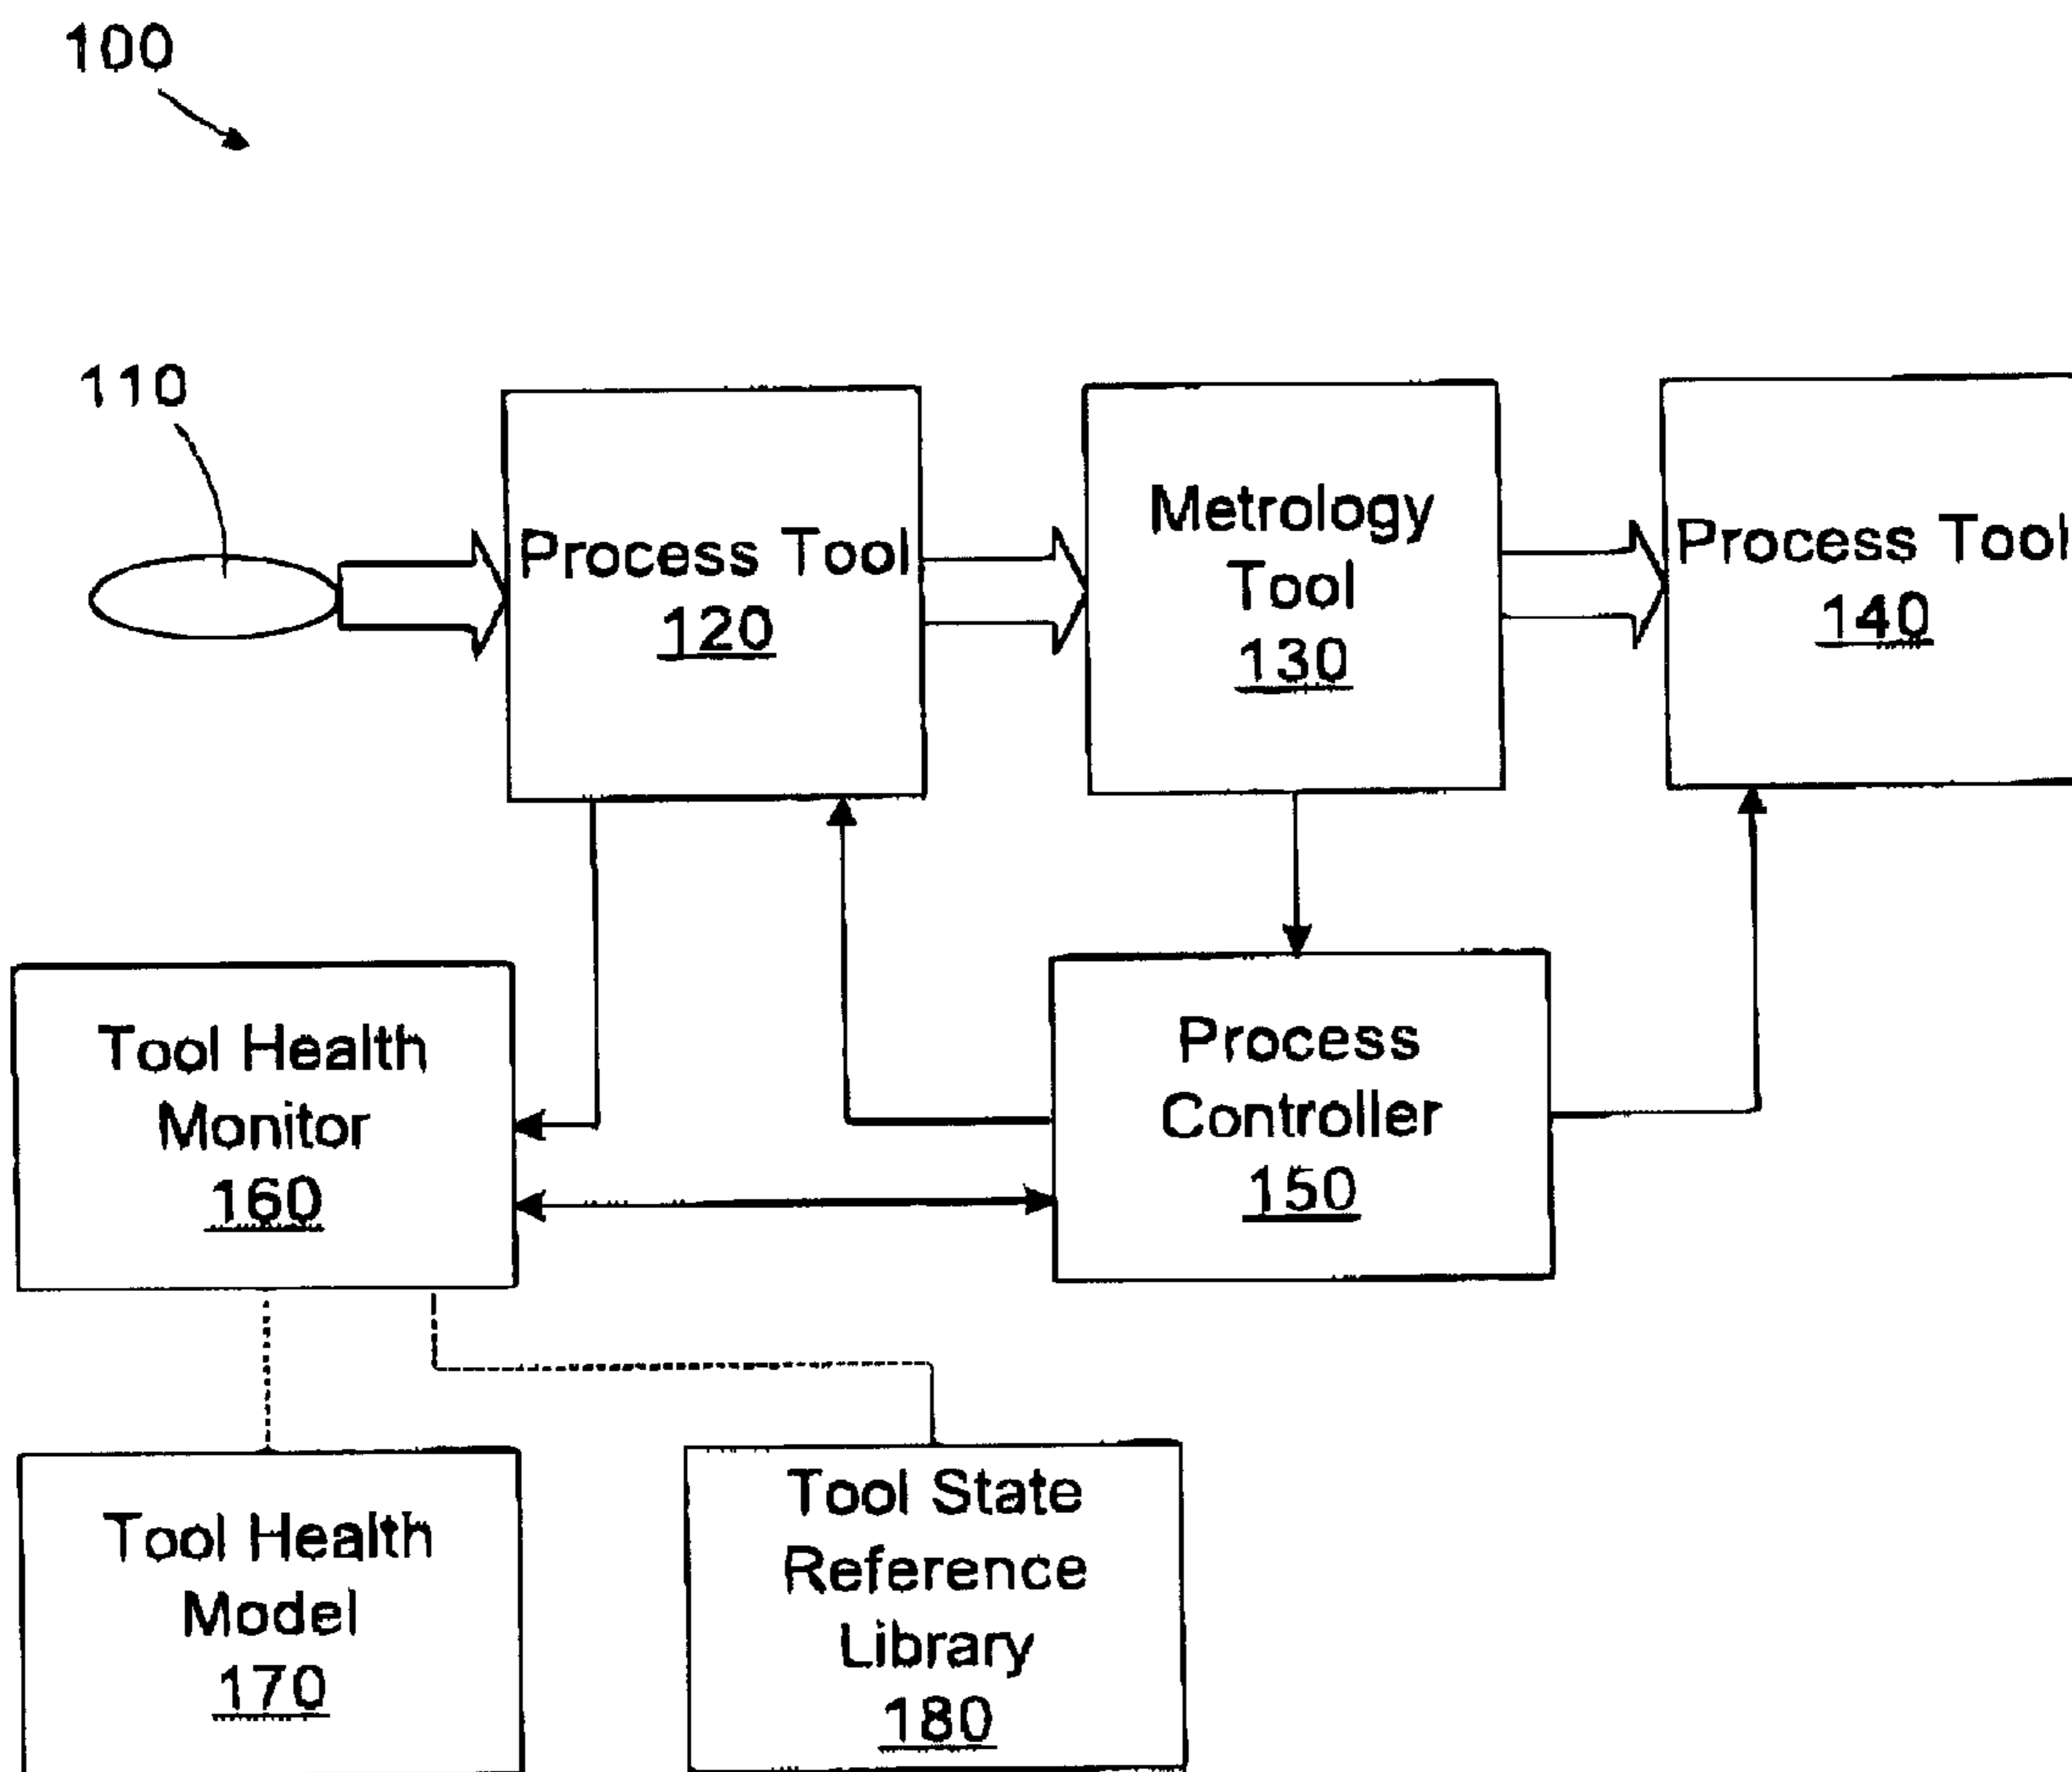 100
110
Process Tool
120
Metrology
Tool
130
Process Tool
140
Tool Health
Monitor
160
Process
Controller
150
Tool Health
Model
170
Tool State
Reference
Library
180